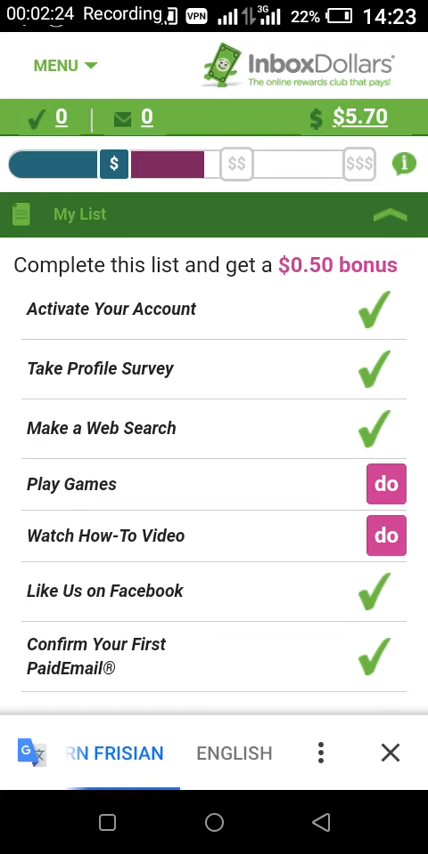 00:02:24 Recording VPN 3G 22% 14:23
MENU InboxDollars®
The online rewards club that pays!
0 | 0 $ $5.70
$ $$ $$$ i
My List
Complete this list and get a $0.50 bonus
Activate Your Account
Take Profile Survey
Make a Web Search
Play Games do
Watch How-To Video do
Like Us on Facebook
Confirm Your First
PaidEmail®
RN FRISIAN ENGLISH